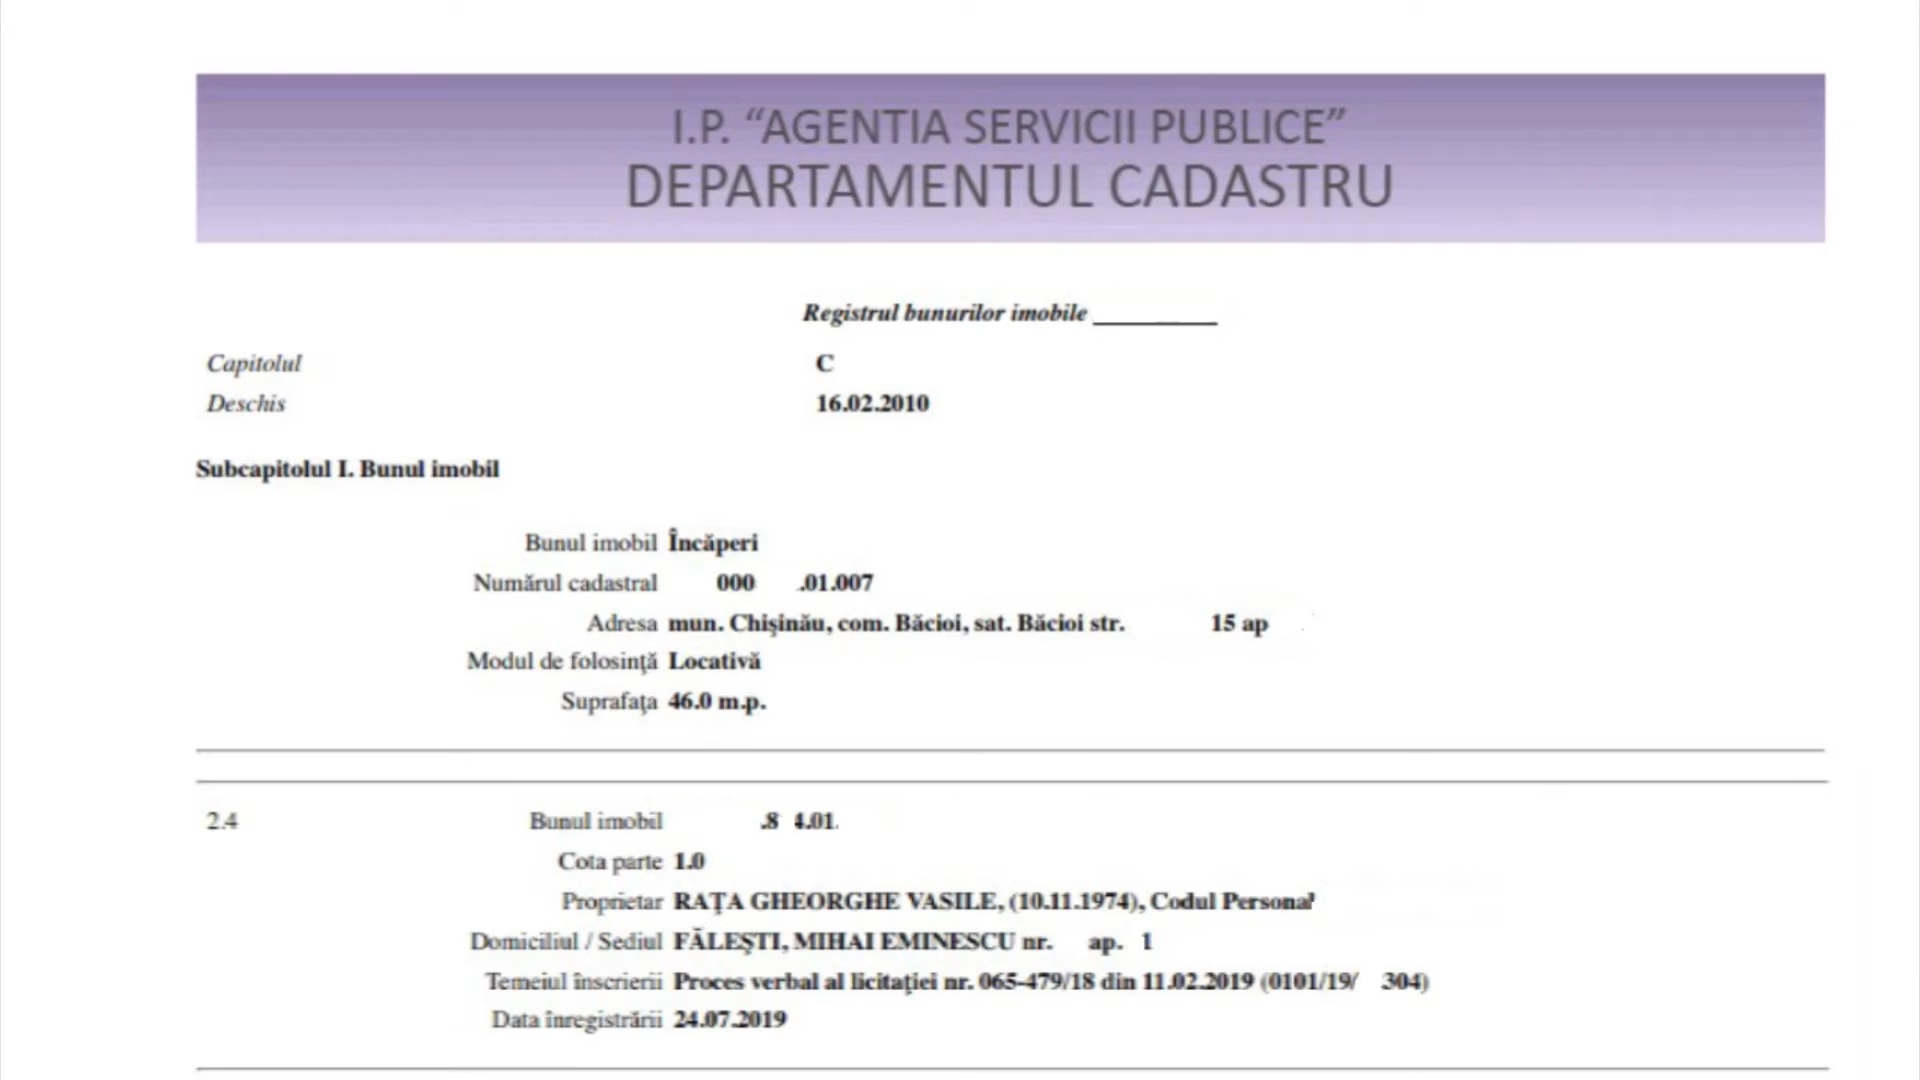 I.P. “AGENTIA SERVICII PUBLICE”
DEPARTAMENTUL CADASTRU
Registrul bunurilor imobile __________
Capitolul C
Deschis 16.02.2010
Subcapitolul I. Bunul imobil
Bunul imobil Încăperi
Numărul cadastral 000 .01.007
Adresa mun. Chişinău, com. Băcioi, sat. Băcioi str. 15 ap
Modul de folosinţă Locativă
Suprafaţa 46.0 m.p.
2.4 Bunul imobil .8 4.01.
Cota parte 1.0
Proprietar RAŢA GHEORGHE VASILE, (10.11.1974), Codul Personal
Domiciliul / Sediul FĂLEŞTI, MIHAI EMINESCU nr. ap. 1
Temeiul înscrierii Proces verbal al licitaţiei nr. 065-479/18 din 11.02.2019 (0101/19/ 304)
Data înregistrării 24.07.2019